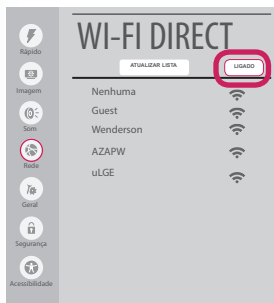 WI-FI DIRECT
ATUALIZAR LISTA
LIGADO
Rápido
Imagem
Som
Rede
Geral
Segurança
Acessibilidade
Nenhuma
Guest
Wenderson
AZAPW
uLGE